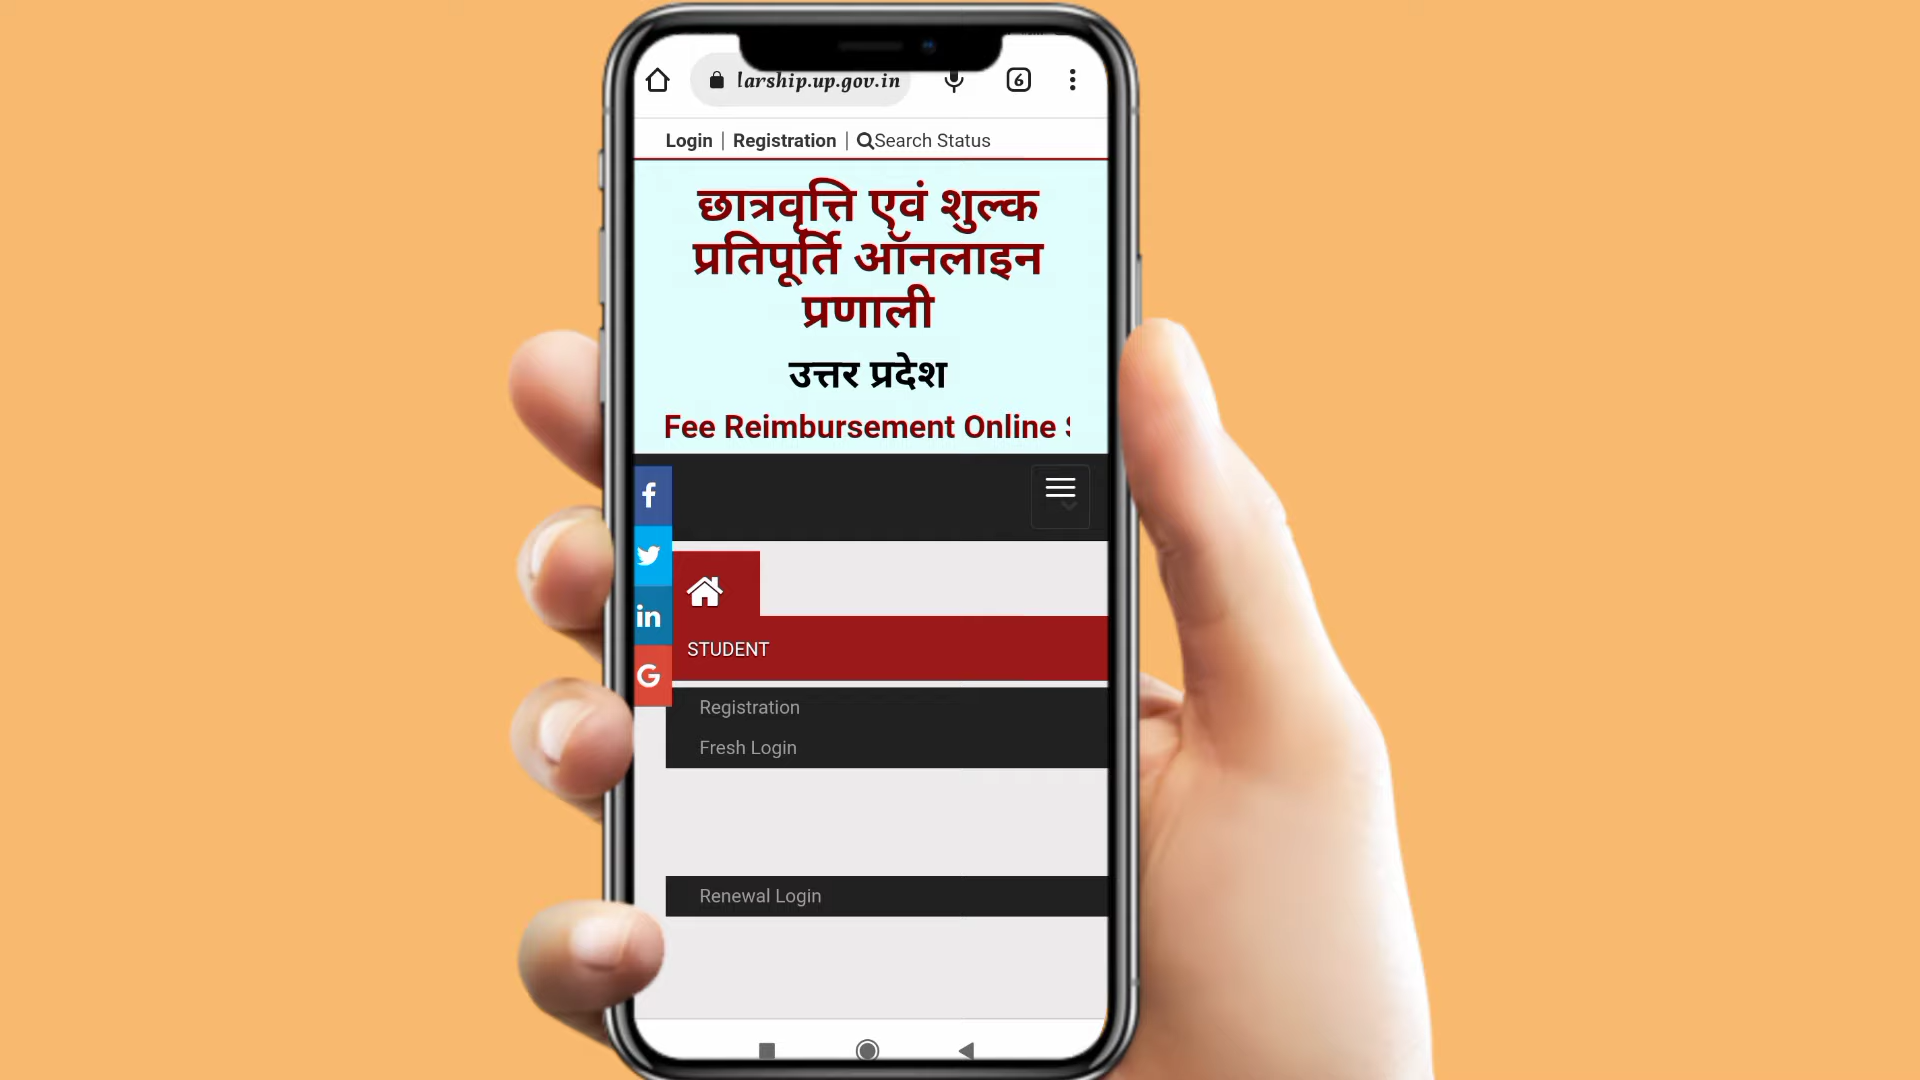 larship.up.gov.in
6
Login | Registration | Search Status
छात्रवृत्ति एवं शुल्क
प्रतिपूर्ति ऑनलाइन
प्रणाली
उत्तर प्रदेश
Fee Reimbursement Online S
STUDENT
Registration
Fresh Login
Renewal Login